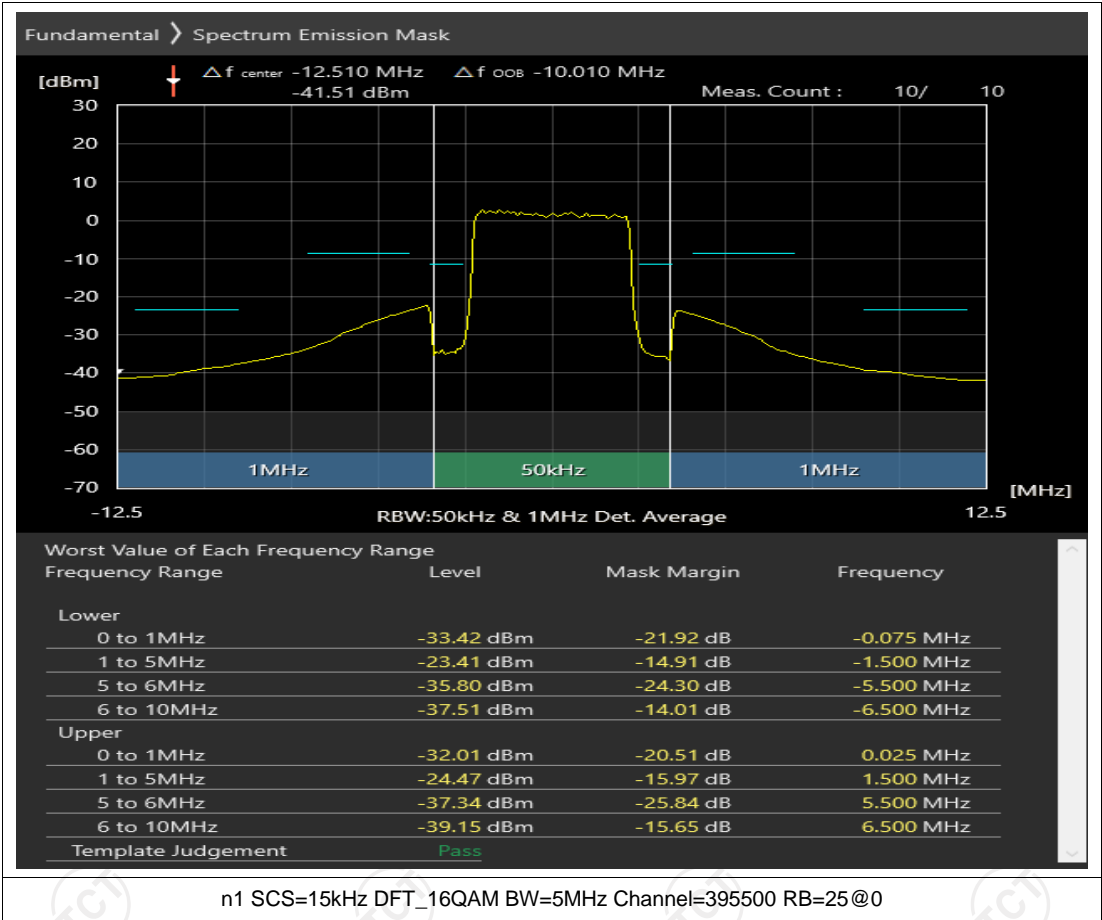 Fundamental > Spectrum Emission Mask
[dBm] Δf center -12.510 MHz Δf OOB -10.010 MHz
-41.51 dBm Meas. Count : 10/ 10
30
20
10
0
-10
-20
-30
-40
-50
-60
1MHz 50kHz 1MHz
-70
[MHz]
-12.5 RBW:50kHz & 1MHz Det. Average 12.5
Worst Value of Each Frequency Range
Frequency Range Level Mask Margin Frequency
Lower
0 to 1MHz -33.42 dBm -21.92 dB -0.075 MHz
1 to 5MHz -23.41 dBm -14.91 dB -1.500 MHz
5 to 6MHz -35.80 dBm -24.30 dB -5.500 MHz
6 to 10MHz -37.51 dBm -14.01 dB -6.500 MHz
Upper
0 to 1MHz -32.01 dBm -20.51 dB 0.025 MHz
1 to 5MHz -24.47 dBm -15.97 dB 1.500 MHz
5 to 6MHz -37.34 dBm -25.84 dB 5.500 MHz
6 to 10MHz -39.15 dBm -15.65 dB 6.500 MHz
Template Judgement Pass
n1 SCS=15kHz DFT_16QAM BW=5MHz Channel=395500 RB=25@0
TCT TCT TCT TCT